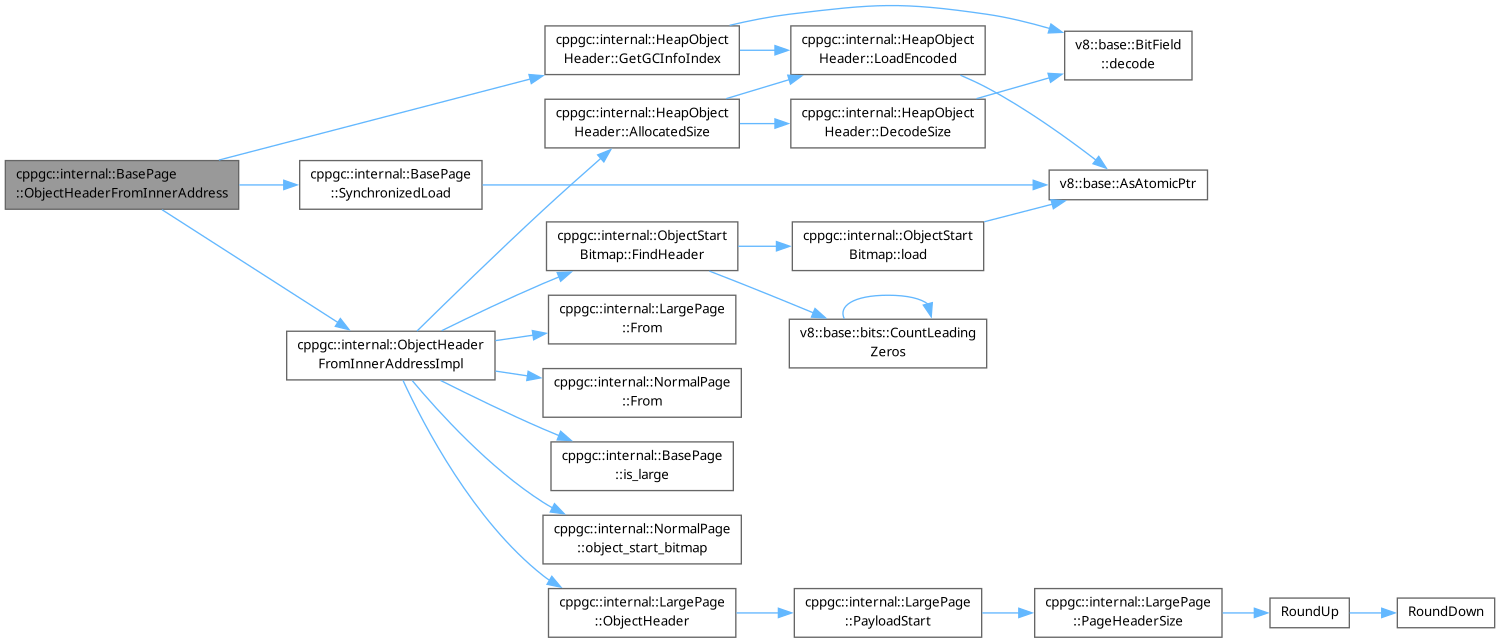 cppgc::internal::BasePage
::ObjectHeaderFromInnerAddress
cppgc::internal::HeapObject
Header::GetGCInfoIndex
cppgc::internal::HeapObject
Header::LoadEncoded
v8::base::BitField
::decode
cppgc::internal::HeapObject
Header::AllocatedSize
cppgc::internal::HeapObject
Header::DecodeSize
cppgc::internal::BasePage
::SynchronizedLoad
v8::base::AsAtomicPtr
cppgc::internal::ObjectStart
Bitmap::FindHeader
cppgc::internal::ObjectStart
Bitmap::load
cppgc::internal::LargePage
::From
v8::base::bits::CountLeading
Zeros
cppgc::internal::ObjectHeader
FromInnerAddressImpl
cppgc::internal::NormalPage
::From
cppgc::internal::BasePage
::is_large
cppgc::internal::NormalPage
::object_start_bitmap
cppgc::internal::LargePage
::ObjectHeader
cppgc::internal::LargePage
::PayloadStart
cppgc::internal::LargePage
::PageHeaderSize
RoundUp
RoundDown